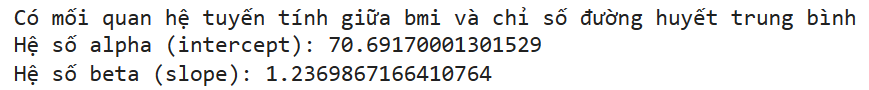 Có mối quan hệ tuyến tính giữa bmi và chỉ số đường huyết trung bình
Hệ số alpha (intercept): 70.69170001301529
Hệ số beta (slope): 1.2369867166410764